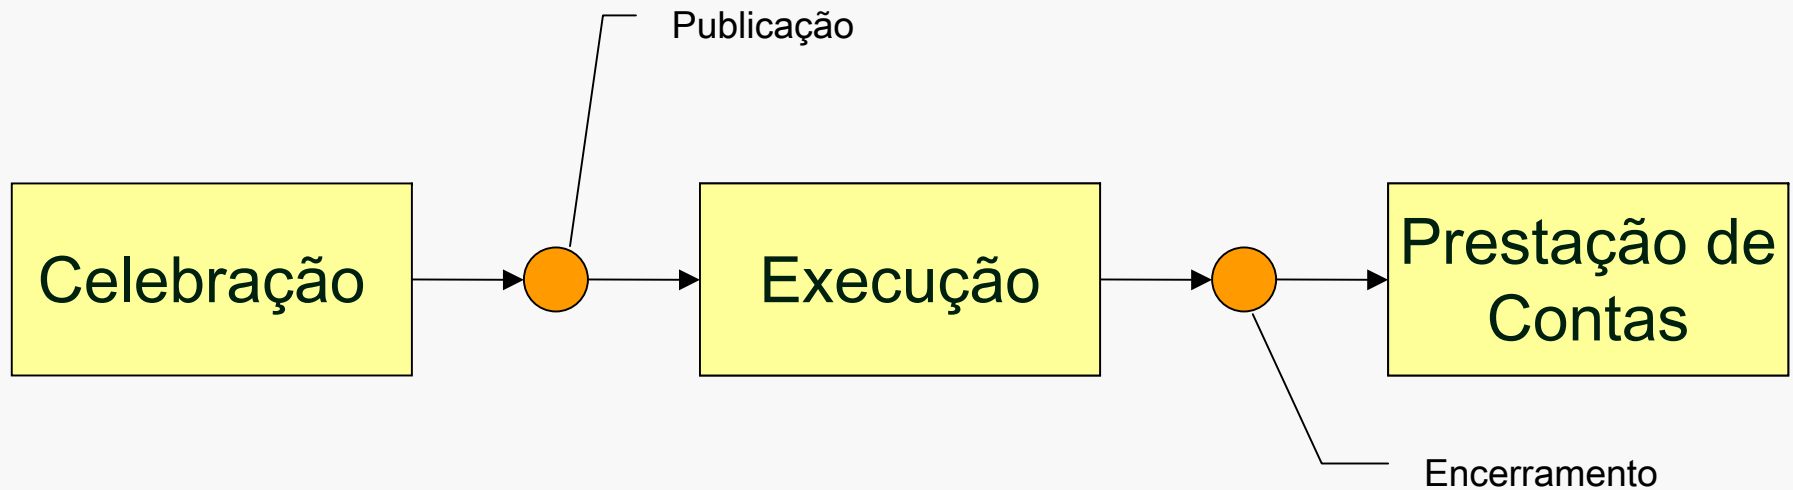 Publicação
Celebração
Execução
Prestação de
Contas
Encerramento